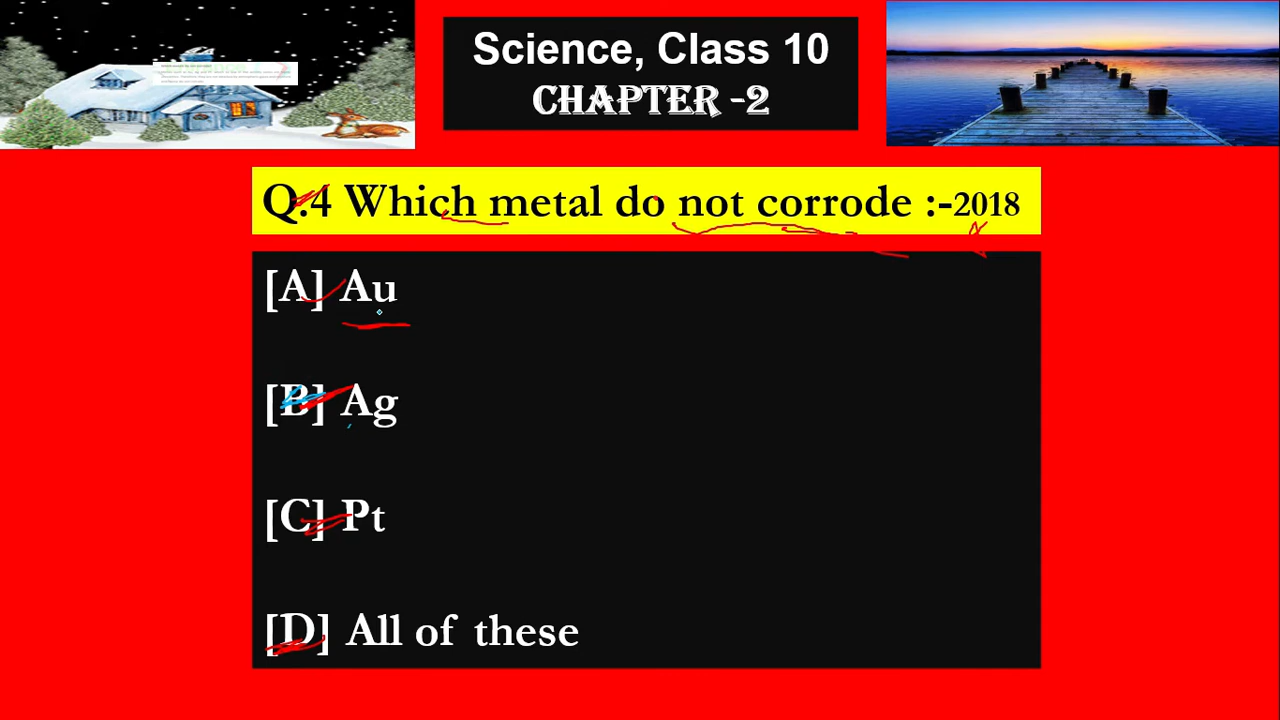 Science, Class 10
CHAPTER -2
Q.4 Which metal do not corrode :-2018
[A] Au
[B] Ag
[C] Pt
[D] All of these